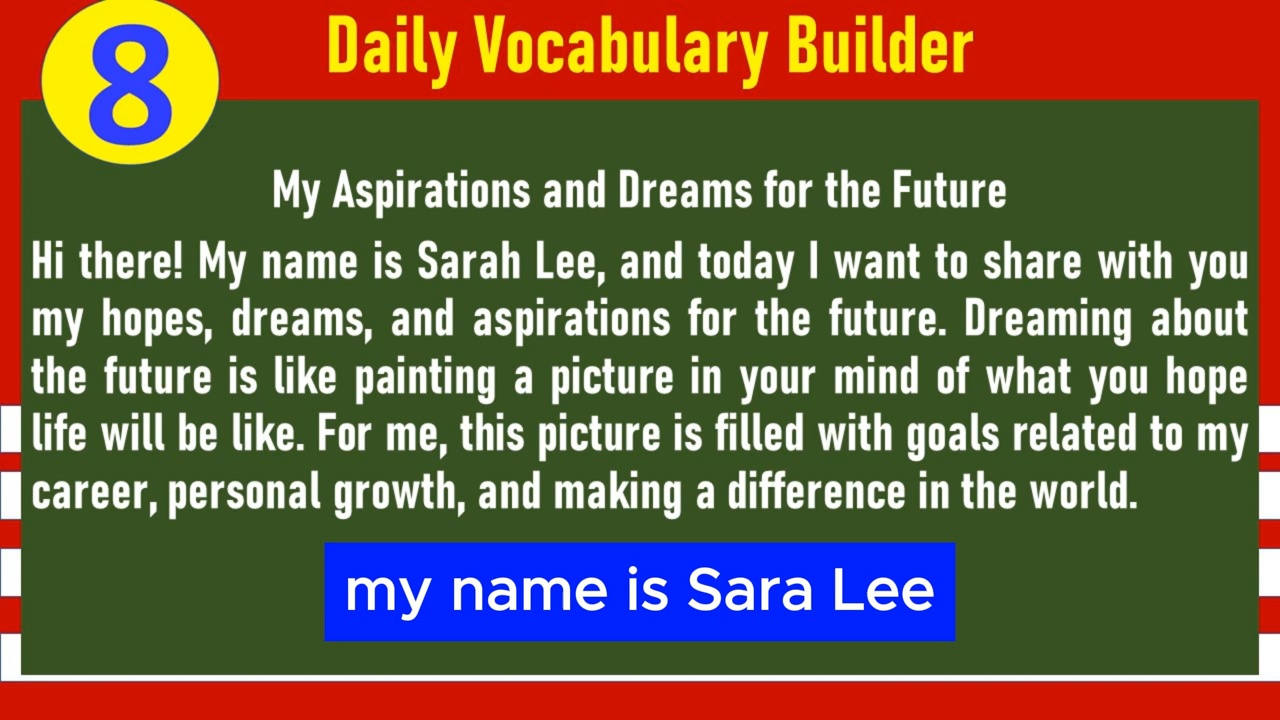 8
Daily Vocabulary Builder
My Aspirations and Dreams for the Future
Hi there! My name is Sarah Lee, and today I want to share with you
my hopes, dreams, and aspirations for the future. Dreaming about
the future is like painting a picture in your mind of what you hope
life will be like. For me, this picture is filled with goals related to my
career, personal growth, and making a difference in the world.
my name is Sara Lee